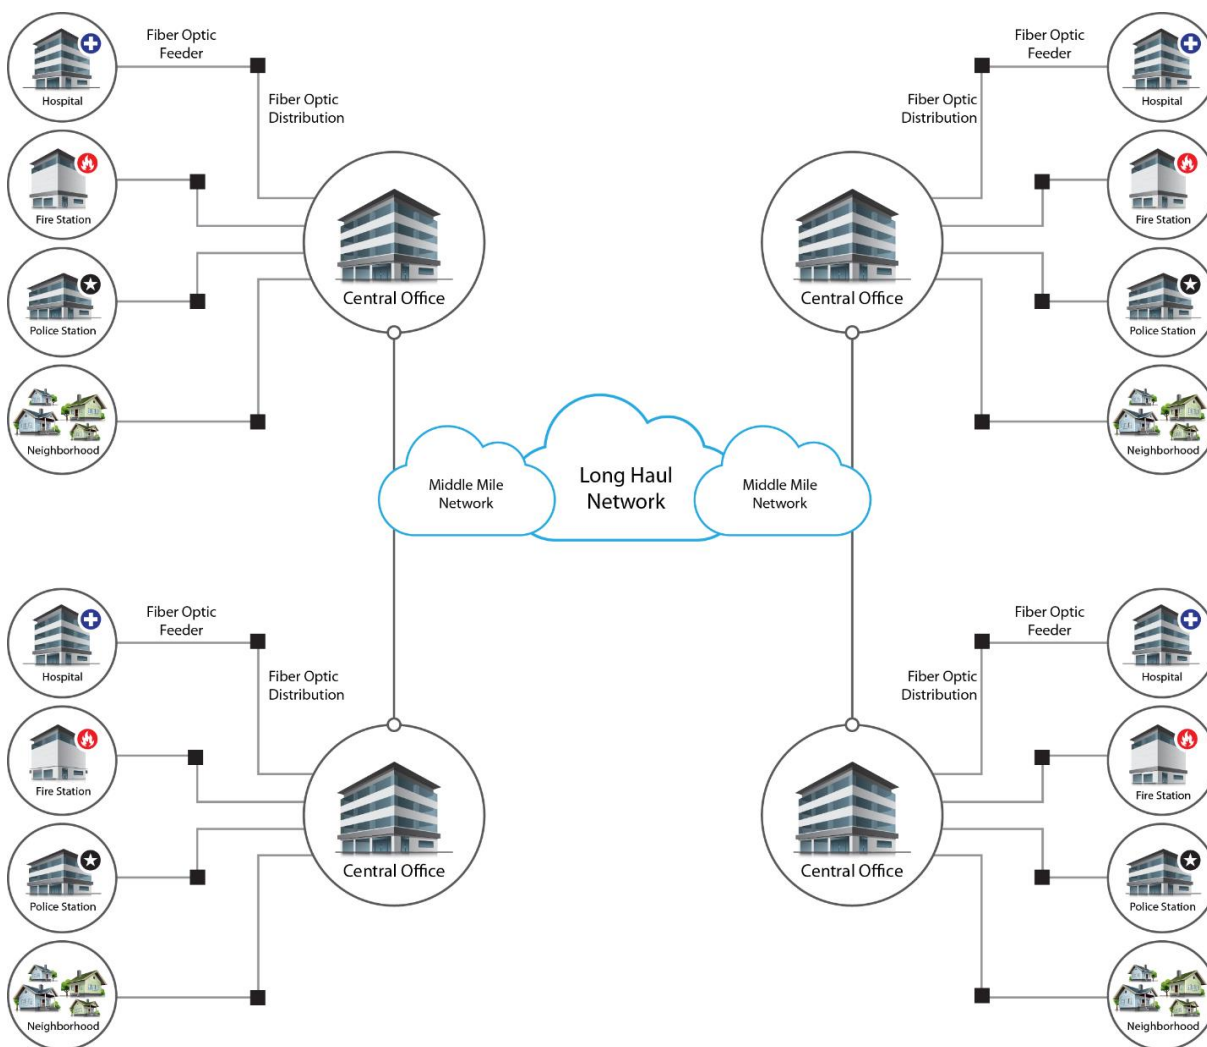 Fiber Optic
Feeder
Fiber Optic
Distribution
Hospital
Fire Station
Police Station
Neighborhood
Central Office
Fiber Optic
Feeder
Fiber Optic
Distribution
Hospital
Fire Station
Police Station
Neighborhood
Central Office
Middle Mile
Network
Long Haul
Network
Middle Mile
Network
Fiber Optic
Feeder
Fiber Optic
Distribution
Hospital
Fire Station
Police Station
Neighborhood
Central Office
Fiber Optic
Feeder
Fiber Optic
Distribution
Hospital
Fire Station
Police Station
Neighborhood
Central Office